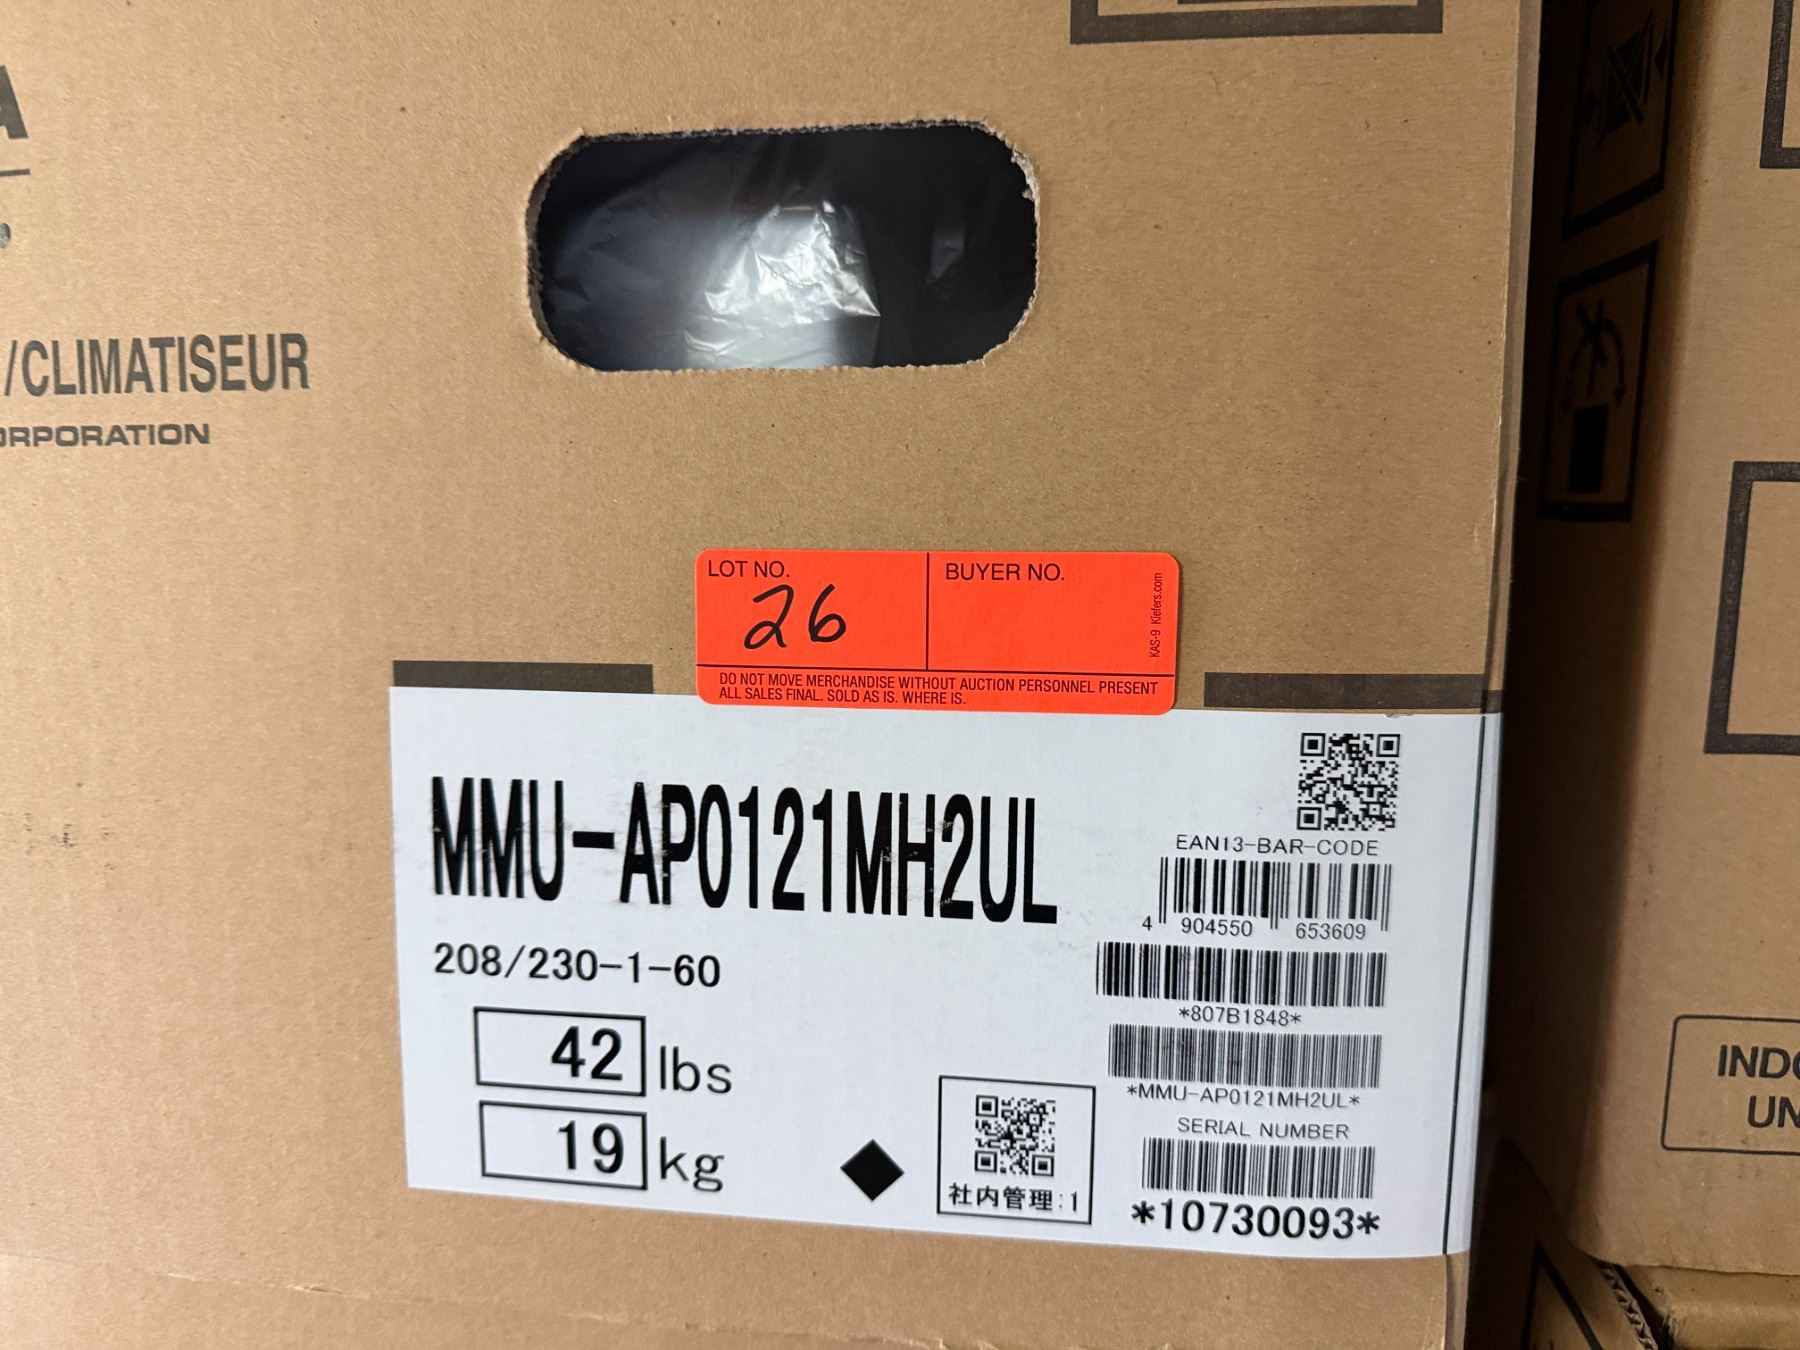 A
/CLIMATISEUR
ORPORATION
LOT NO.
26
BUYER NO.
KAS-9 Kiefers.com
DO NOT MOVE MERCHANDISE WITHOUT AUCTION PERSONNEL PRESENT
ALL SALES FINAL. SOLD AS IS. WHERE IS.
MMU-AP0121MH2UL
208/230-1-60
42 lbs
19 kg
社内管理:1
EAN13-BAR-CODE
4 904550 653609
*807B1848*
*MMU-AP0121MH2UL*
SERIAL NUMBER
*10730093*
INDO
UN